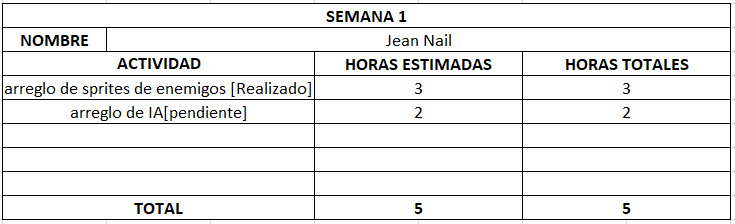 SEMANA 1
NOMBRE Jean Nail
ACTIVIDAD HORAS ESTIMADAS HORAS TOTALES
arreglo de sprites de enemigos [Realizado] 3 3
arreglo de IA[pendiente] 2 2
TOTAL 5 5